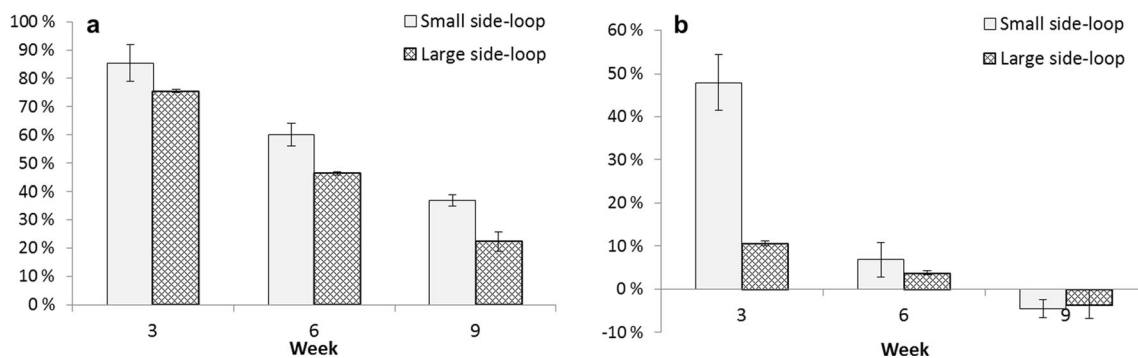 a
Small side-loop
Large side-loop
100 %
90 %
80 %
70 %
60 %
50 %
40 %
30 %
20 %
10 %
0 %
3 6 9
Week
b
Small side-loop
Large side-loop
60 %
50 %
40 %
30 %
20 %
10 %
0 %
-10 %
3 6 9
Week